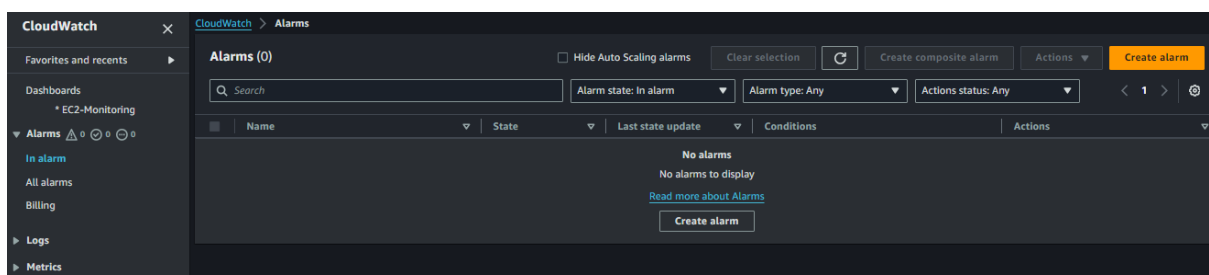 CloudWatch
CloudWatch > Alarms
Favorites and recents
Dashboards
* EC2-Monitoring
Alarms 0 0 0
In alarm
All alarms
Billing
Logs
Metrics
Alarms (0)
Hide Auto Scaling alarms
Clear selection
Create composite alarm
Actions
Create alarm
Search
Alarm state: In alarm
Alarm type: Any
Actions status: Any
< 1 >
Name
State
Last state update
Conditions
Actions
No alarms
No alarms to display
Read more about Alarms
Create alarm